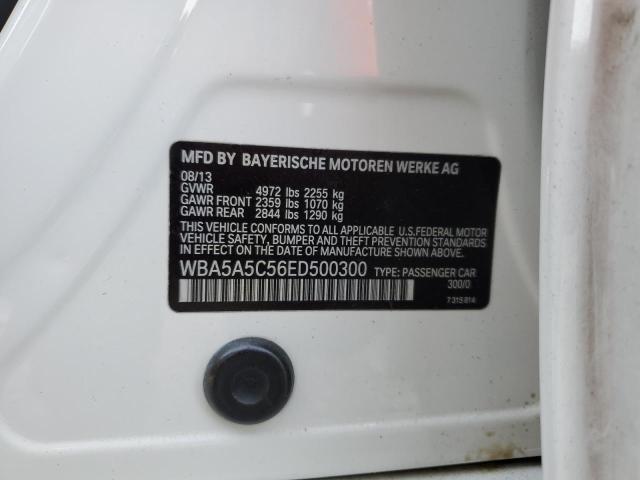 MFD BY BAYERISCHE MOTOREN WERKE AG
08/13
GVWR 4972 lbs 2255 kg
GAWR FRONT 2359 lbs 1070 kg
GAWR REAR 2844 lbs 1290 kg
THIS VEHICLE CONFORMS TO ALL APPLICABLE U.S.FEDERAL MOTOR
VEHICLE SAFETY, BUMPER AND THEFT PREVENTION STANDARDS
IN EFFECT ON THE DATE OF MANUFACTURE SHOWN ABOVE.
WBA5A5C56ED500300 TYPE: PASSENGER CAR
300/0
7315814